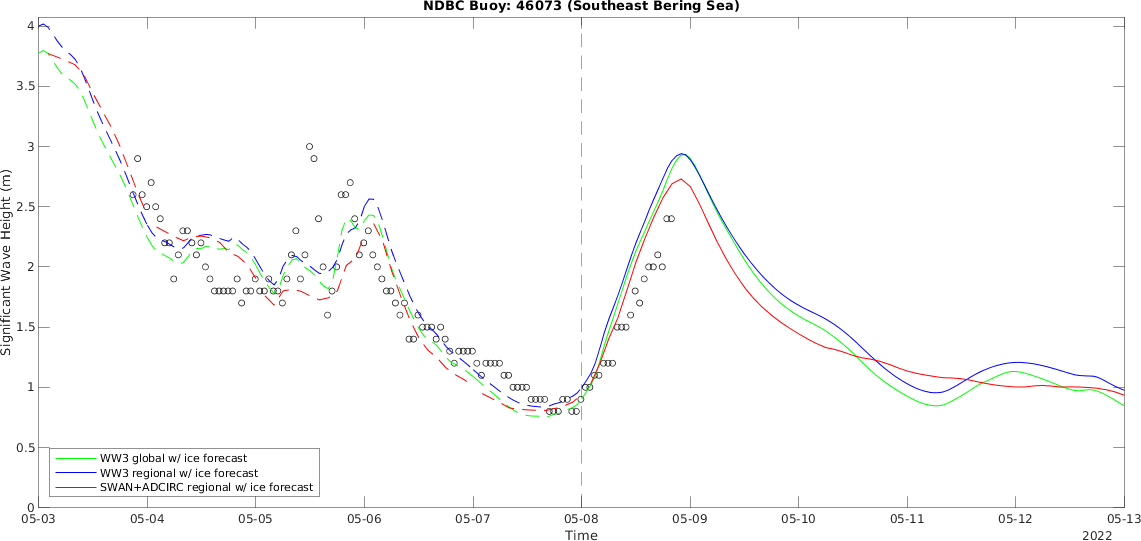 NDBC Buoy: 46073 (Southeast Bering Sea)
4
3.5
3
2.5
2
1.5
1
0.5
0
Significant Wave Height (m)
WW3 global w/ ice forecast
WW3 regional w/ ice forecast
SWAN+ADCIRC regional w/ ice forecast
05-03 05-04 05-05 05-06 05-07 05-08 05-09 05-10 05-11 05-12 05-13
Time
2022